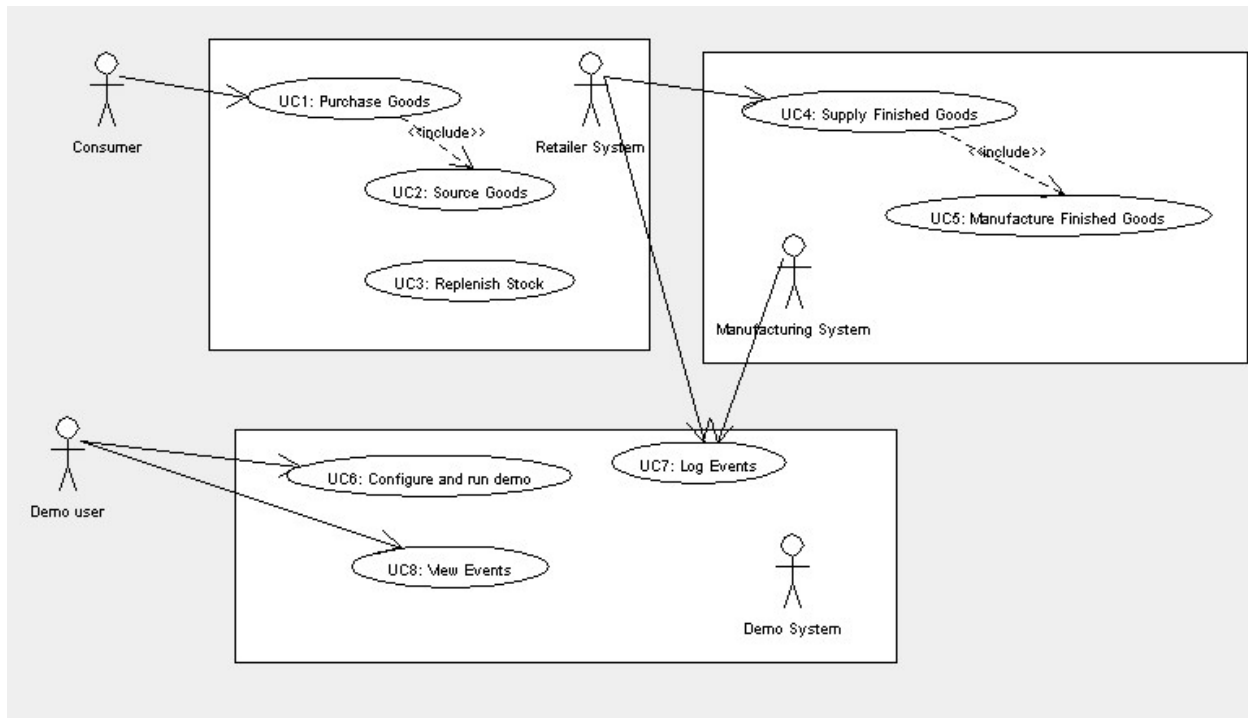 UC1: Purchase Goods
<<include>>
Consumer
Retailer System
UC2: Source Goods
UC3: Replenish Stock
UC4: Supply Finished Goods
<<include>>
UC5: Manufacture Finished Goods
Manufacturing System
UC7: Log Events
UC6: Configure and run demo
Demo user
UC8: View Events
Demo System